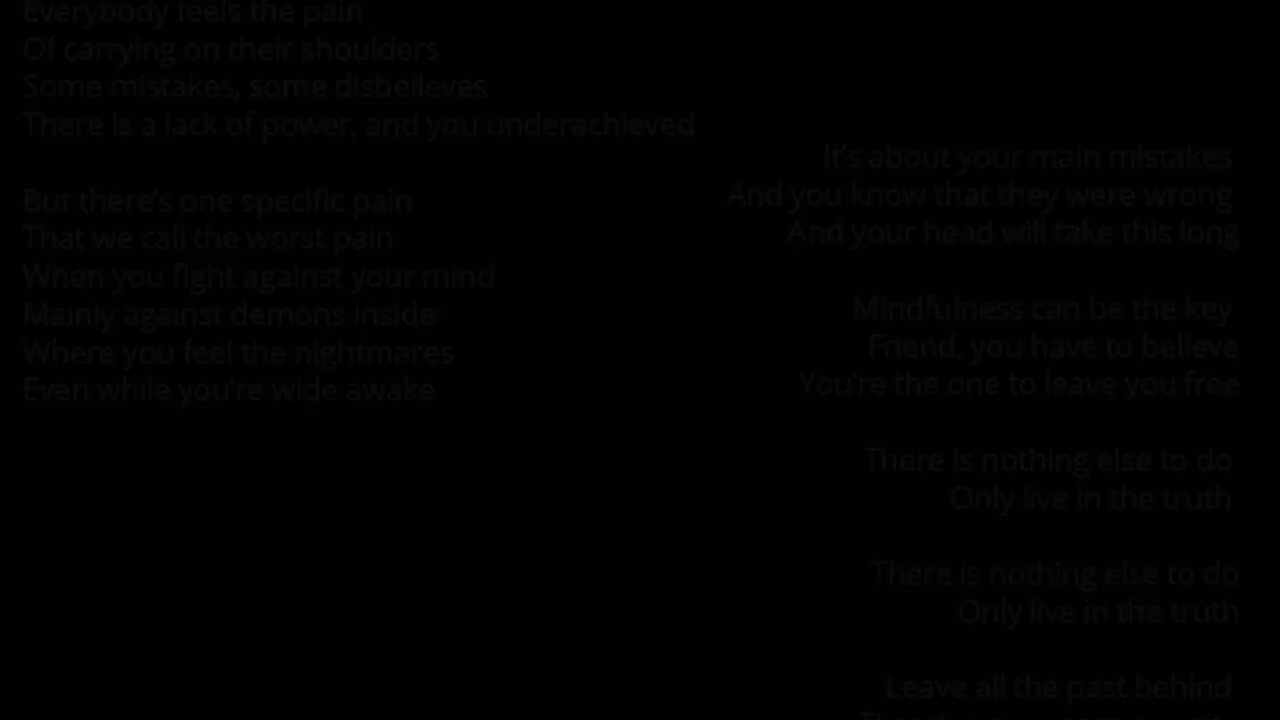 Everybody feels the pain
Of carrying on their shoulders
Some mistakes, some disbelieves
There is a lack of power, and you underachieved
But there's one specific pain
That we call the worst pain
When you fight against your mind
Mainly against demons inside
Where you feel the nightmares
Even while you're wide awake
It's about your main mistakes
And you know that they were wrong
And your head will take this long
Mindfulness can be the key
Friend, you have to believe
You're the one to leave you free
There is nothing else to do
Only live in the truth
There is nothing else to do
Only live in the truth
Leave all the past behind